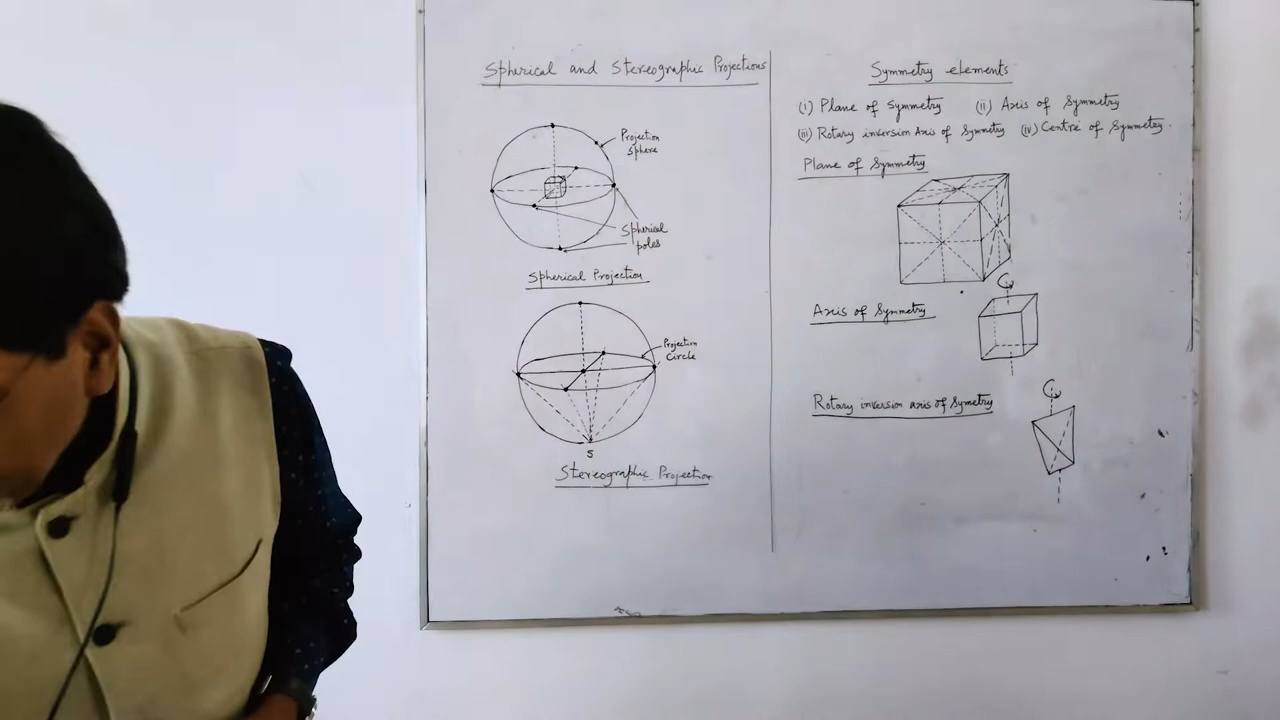 Spherical and Stereographic Projections
Projection
Sphere
Spherical
poles
Spherical Projection
Projection
Circle
S
Stereographic Projection
Symmetry elements
(i) Plane of Symmetry (ii) Axis of Symmetry
(iii) Rotary inversion Axis of Symmetry (iv) Centre of Symmetry.
Plane of Symmetry
Axis of Symmetry
Rotary inversion axis of Symetry